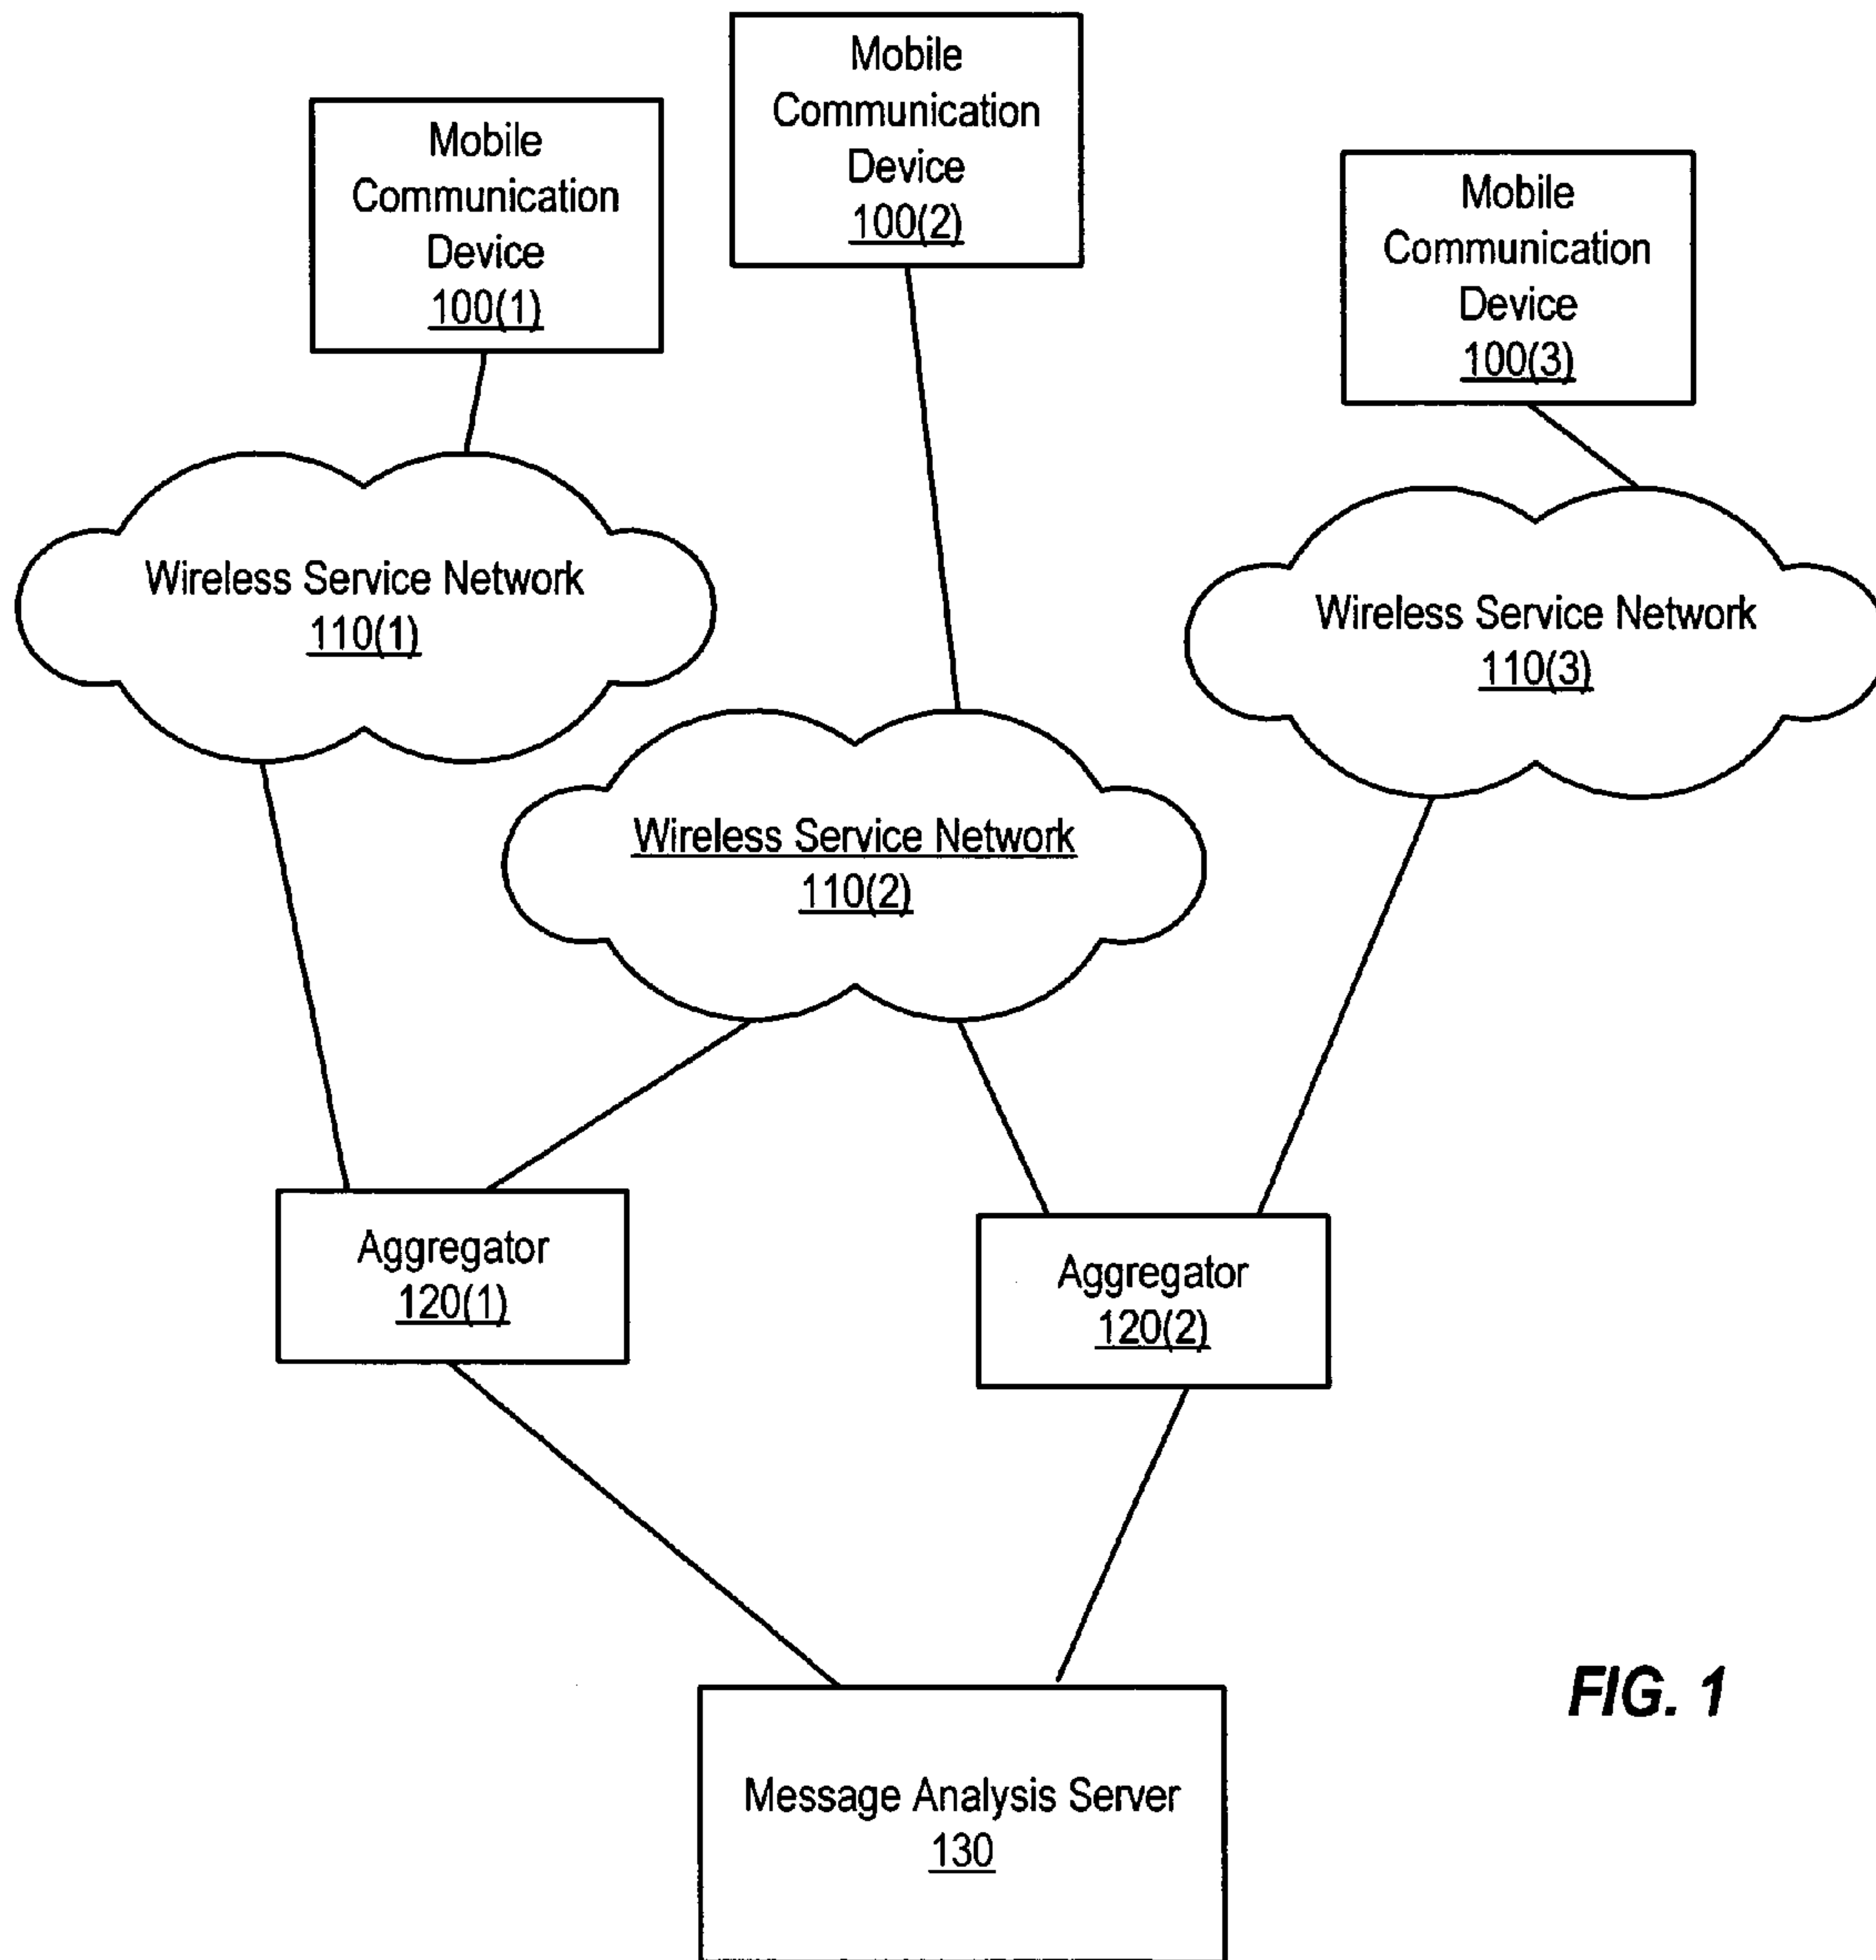 Mobile
Communication
Device
100(1)
Mobile
Communication
Device
100(2)
Mobile
Communication
Device
100(3)
Wireless Service Network
110(1)
Wireless Service Network
110(2)
Wireless Service Network
110(3)
Aggregator
120(1)
Aggregator
120(2)
Message Analysis Server
130
FIG. 1